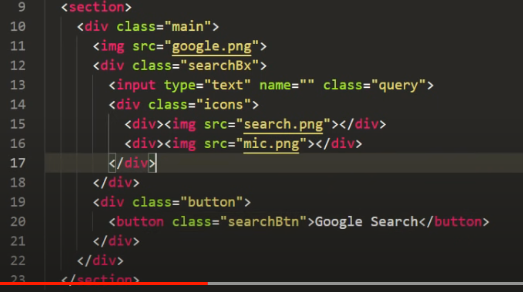 9 <section>
10 <div class="main">
11 <img src="google.png">
12 <div class="searchBx">
13 <input type="text" name="" class="query">
14 <div class="icons">
15 <div><img src="search.png"></div>
16 <div><img src="mic.png"></div>
17 </div>
18 </div>
19 <div class="button">
20 <button class="searchBtn">Google Search</button>
21 </div>
22 </div>
23 </section>